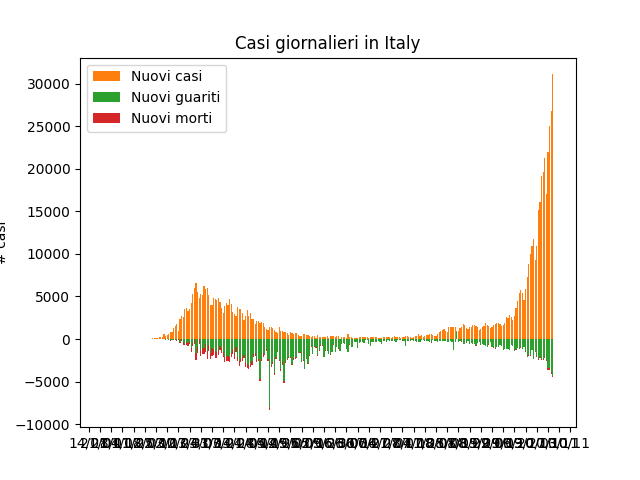 Casi giornalieri in Italy
Nuovi casi
Nuovi guariti
Nuovi morti
# casi
30000
25000
20000
15000
10000
5000
0
−5000
−10000